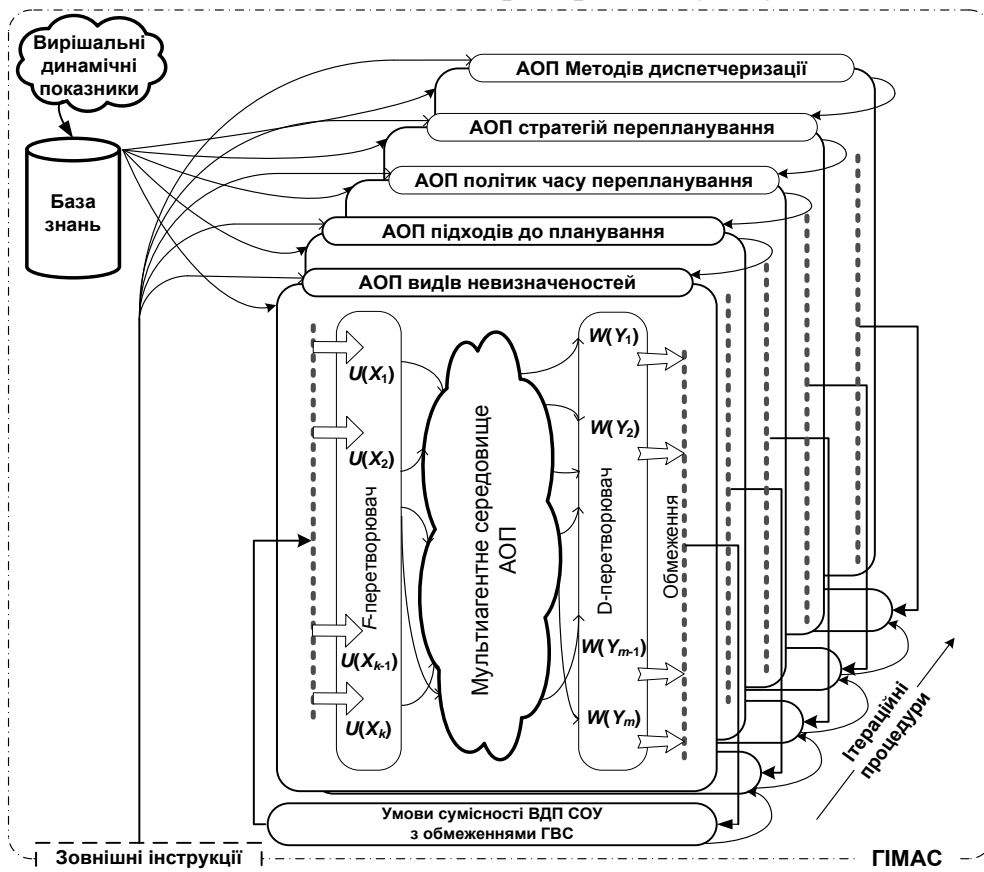 Вирішальні
динамічні
показники
База
знань
АОП Методів диспетчеризації
АОП стратегій перепланування
АОП політик часу перепланування
АОП підходів до планування
АОП видІв невизначеностей
U(X1)
U(X2)
U(Xk-1)
U(Xk)
F-перетворювач
Мультиагентне середовище
АОП
W(Y1)
W(Y2)
W(Ym-1)
W(Ym)
D-перетворювач
Обмеження
Ітераційні
процедури
Умови сумісності ВДП СОУ
з обмеженнями ГВС
Зовнішні інструкції
ГІМАС